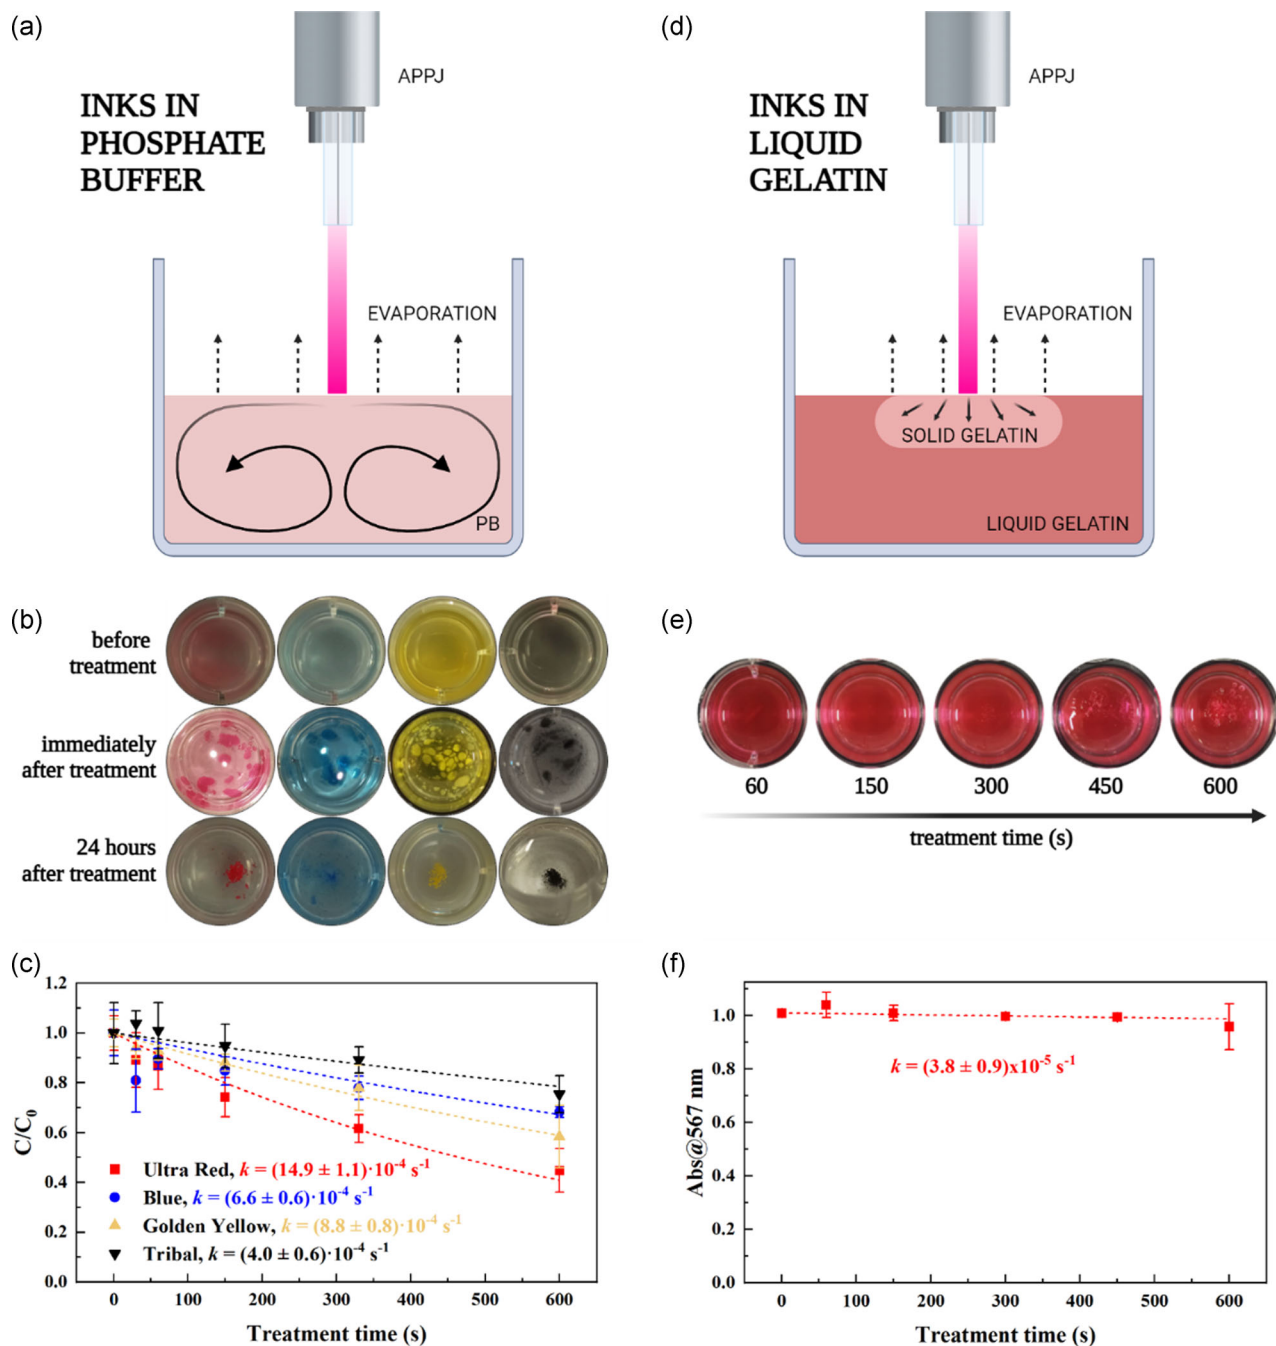 (a)
APPJ
INKS IN
PHOSPHATE
BUFFER
EVAPORATION
PB
(d)
APPJ
INKS IN
LIQUID
GELATIN
EVAPORATION
SOLID GELATIN
LIQUID GELATIN
(b)
before
treatment
immediately
after treatment
24 hours
after treatment
(e)
60 150 300 450 600
treatment time (s)
(c)
C/C₀
1.2
1.0
0.8
0.6
0.4
0.2
0.0
Ultra Red, k = (14.9 ± 1.1)·10⁻⁴ s⁻¹
Blue, k = (6.6 ± 0.6)·10⁻⁴ s⁻¹
Golden Yellow, k = (8.8 ± 0.8)·10⁻⁴ s⁻¹
Tribal, k = (4.0 ± 0.6)·10⁻⁴ s⁻¹
0 100 200 300 400 500 600
Treatment time (s)
(f)
Abs@567 nm
1.0
0.8
0.6
0.4
0.2
0.0
k = (3.8 ± 0.9)x10⁻⁵ s⁻¹
0 100 200 300 400 500 600
Treatment time (s)